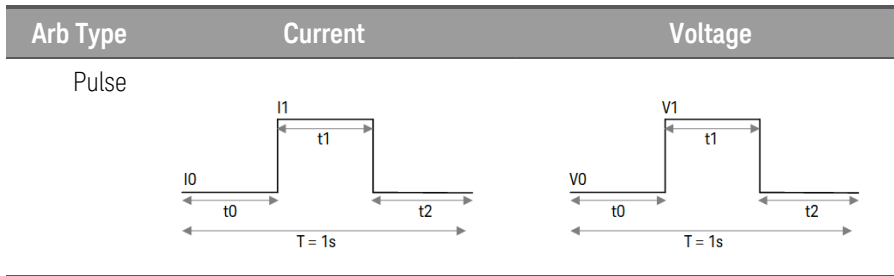 Arb Type Current Voltage
Pulse
I1 V1
t1 t1
I0 V0
t0 t2 t0 t2
T = 1s T = 1s